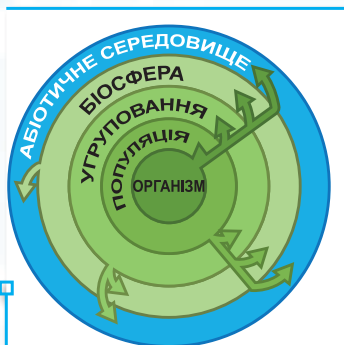 АБІОТИЧНЕ СЕРЕДОВИЩЕ
БІОСФЕРА
УГРУПОВАННЯ
ПОПУЛЯЦІЯ
ОРГАНІЗМ